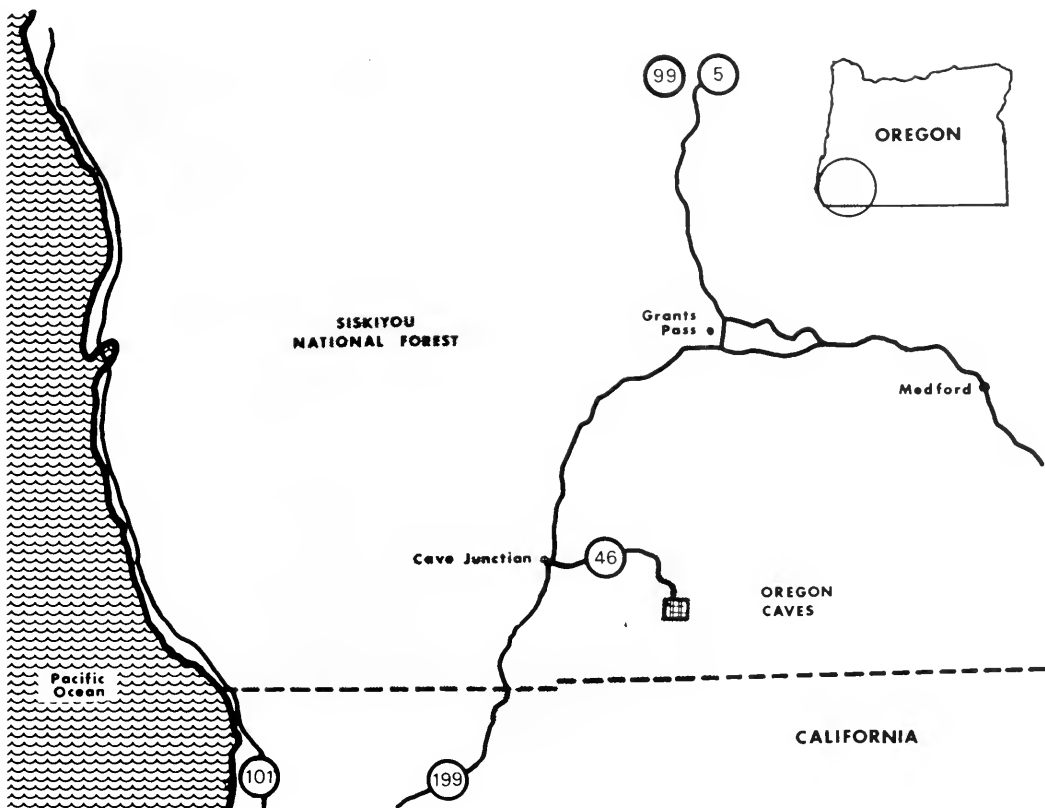 99 5
OREGON
SISKIYOU
NATIONAL FOREST
Grants
Pass
Medford
Cave Junction
46
OREGON
CAVES
Pacific
Ocean
CALIFORNIA
101
199